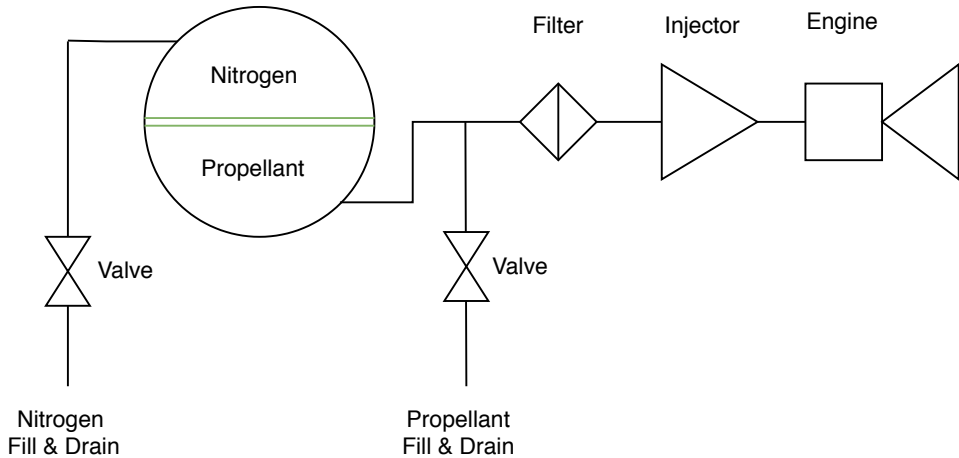 Filter
Injector
Engine
Nitrogen
Propellant
Valve
Valve
Nitrogen
Fill & Drain
Propellant
Fill & Drain